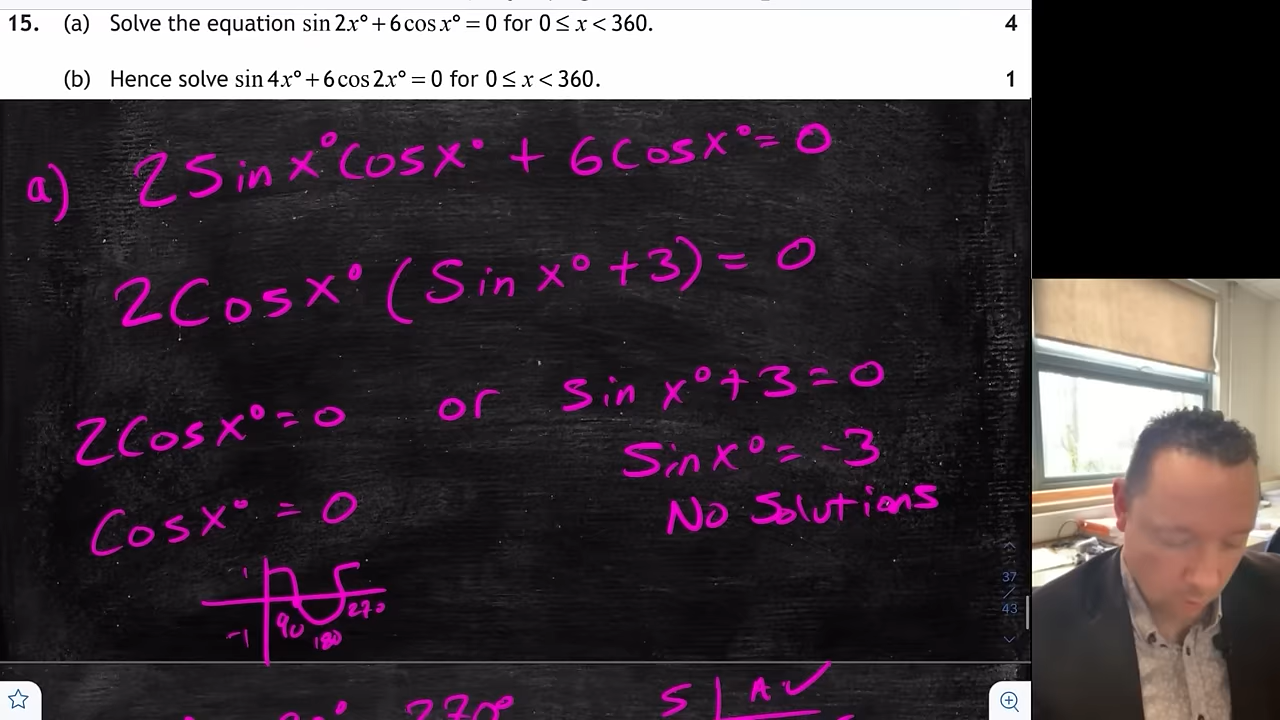 15. (a) Solve the equation sin 2x° + 6 cos x° = 0 for 0 ≤ x < 360. 4
(b) Hence solve sin 4x° + 6 cos 2x° = 0 for 0 ≤ x < 360. 1
a) 2 Sin x° Cos x° + 6 Cos x° = 0
2 Cos x° ( Sin x° + 3) = 0
2 Cos x° = 0 or Sin x° + 3 = 0
Sin x° = -3
Cos x° = 0 No Solutions
1
-1 90 180 270
37
/
43
270° S A ✓